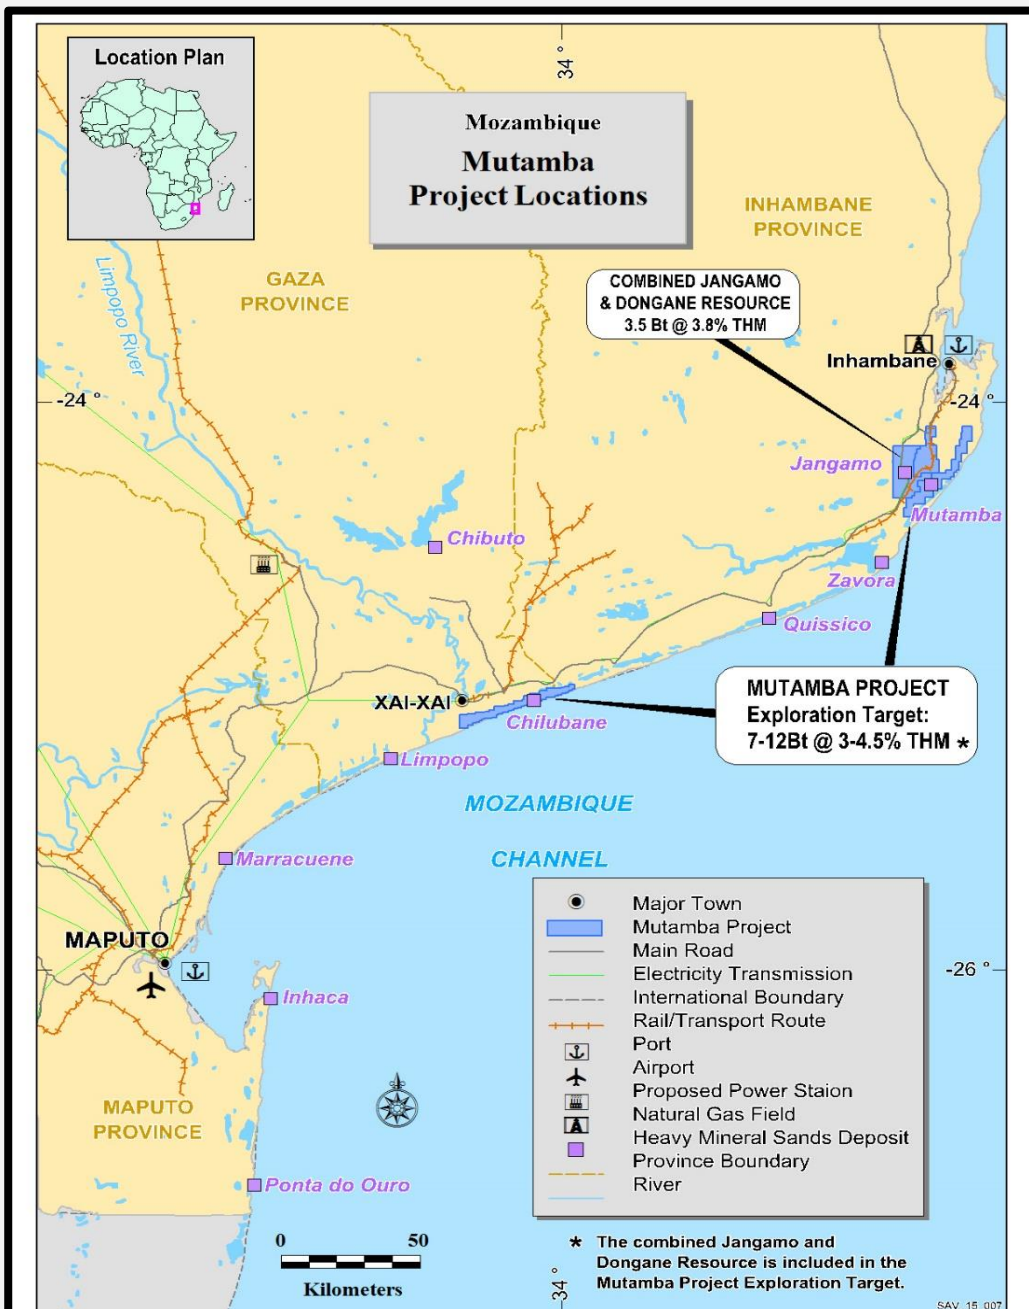 Location Plan
34 °
Mozambique
Mutamba
Project Locations
INHAMBANE
PROVINCE
GAZA
PROVINCE
Limpopo River
COMBINED JANGAMO
& DONGANE RESOURCE
3.5 Bt @ 3.8% THM
Inhambane
-24 °
-24 °
Jangamo
Mutamba
Chibuto
Zavora
Quissico
MUTAMBA PROJECT
Exploration Target:
7-12Bt @ 3-4.5% THM *
XAI-XAI
Chilubane
Limpopo
MOZAMBIQUE
CHANNEL
Marracuene
MAPUTO
Inhaca
-26 °
MAPUTO
PROVINCE
Ponta do Ouro
Major Town
Mutamba Project
Main Road
Electricity Transmission
International Boundary
Rail/Transport Route
Port
Airport
Proposed Power Staion
Natural Gas Field
Heavy Mineral Sands Deposit
Province Boundary
River
0 50
Kilometers
* The combined Jangamo and
Dongane Resource is included in the
Mutamba Project Exploration Target.
34 °
SAV_15_007